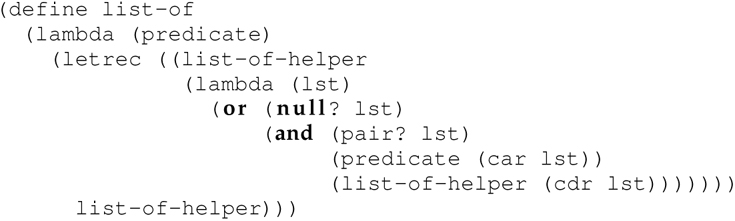 (define list-of
(lambda (predicate)
(letrec ((list-of-helper
(lambda (lst)
(or (null? lst)
(and (pair? lst)
(predicate (car lst))
(list-of-helper (cdr lst)))))))
list-of-helper)))